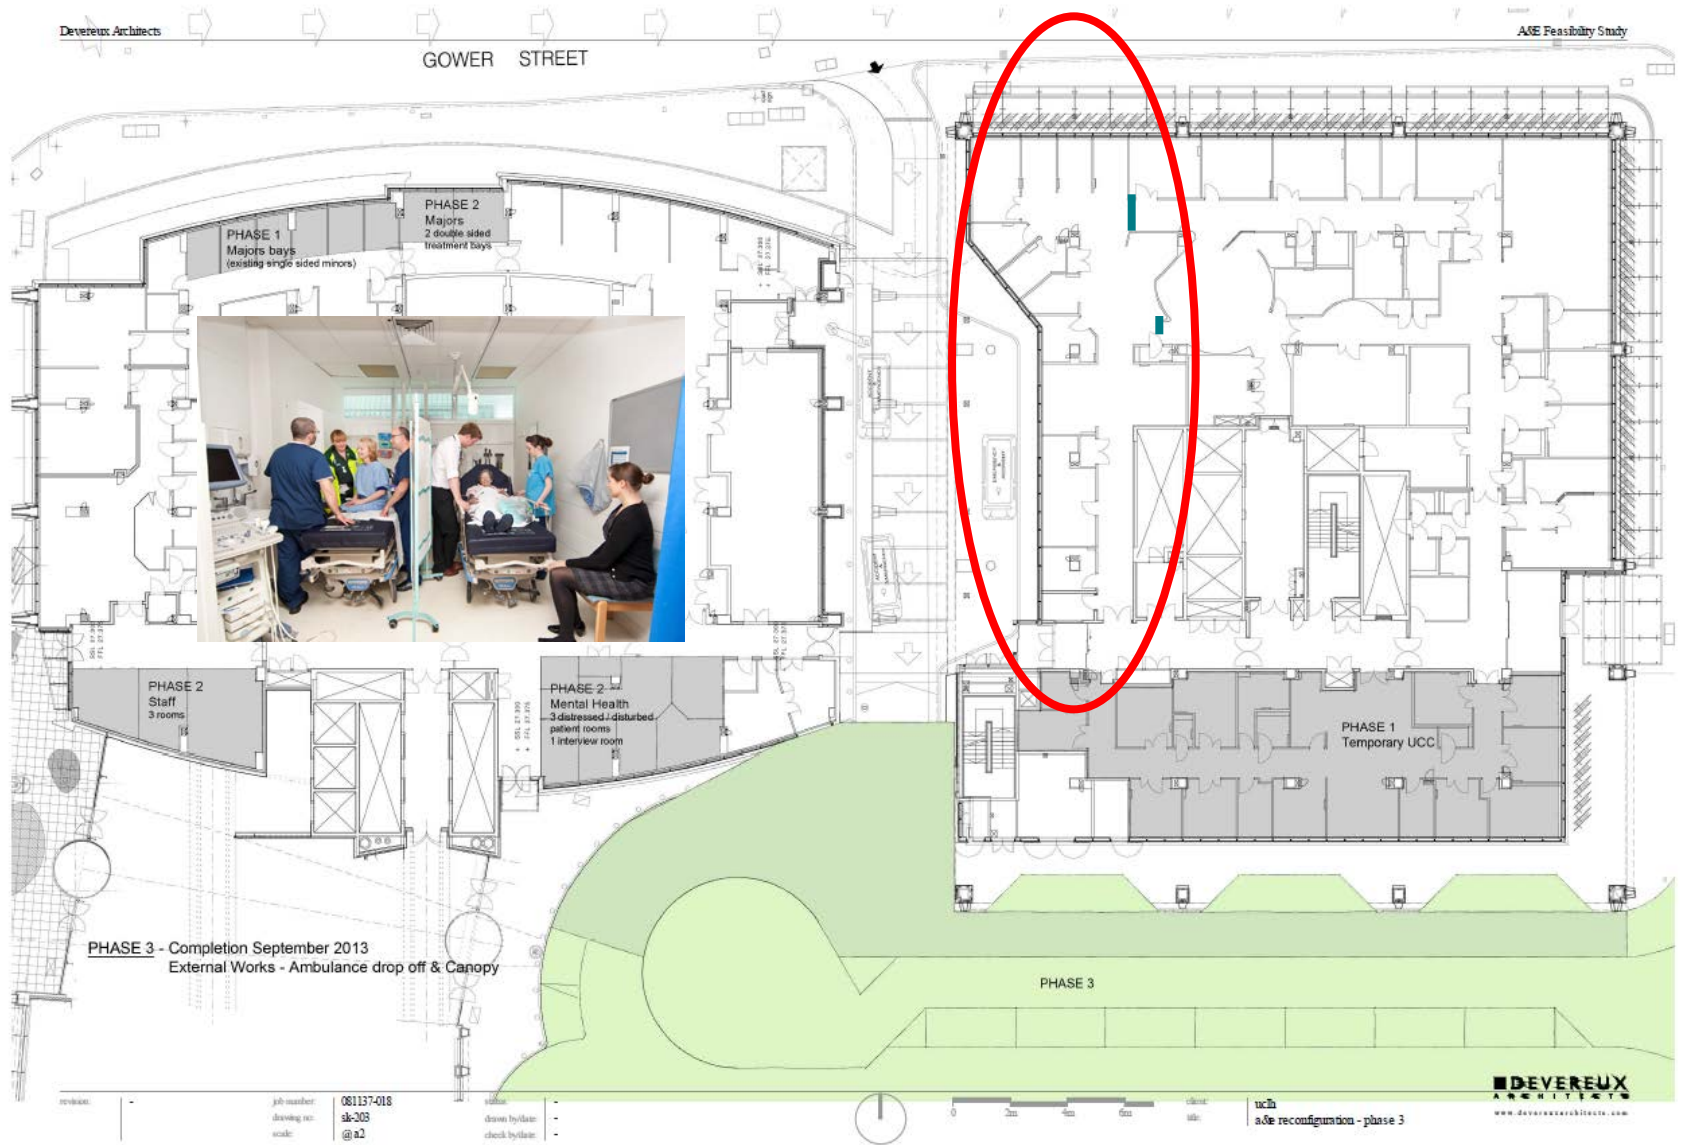 Devereux Architects
A&E Feasibility Study
GOWER STREET
PHASE 1
Majors bays
(existing single sided minors)
PHASE 2
Majors
2 double sided
treatment bays
PHASE 2
Staff
3 rooms
PHASE 2
Mental Health
3 distressed / disturbed
patient rooms
1 interview room
PHASE 1
Temporary UCC
PHASE 3 - Completion September 2013
External Works - Ambulance drop off & Canopy
PHASE 3
DEVEREUX
ARCHITECTS
www.devereuxarchitects.com
revision: -
job number: 081137-018
drawing no: sk-203
scale: @a2
status: -
drawn by/date: -
check by/date: -
0 2m 4m 6m
client: uclh
title: a&e reconfiguration - phase 3